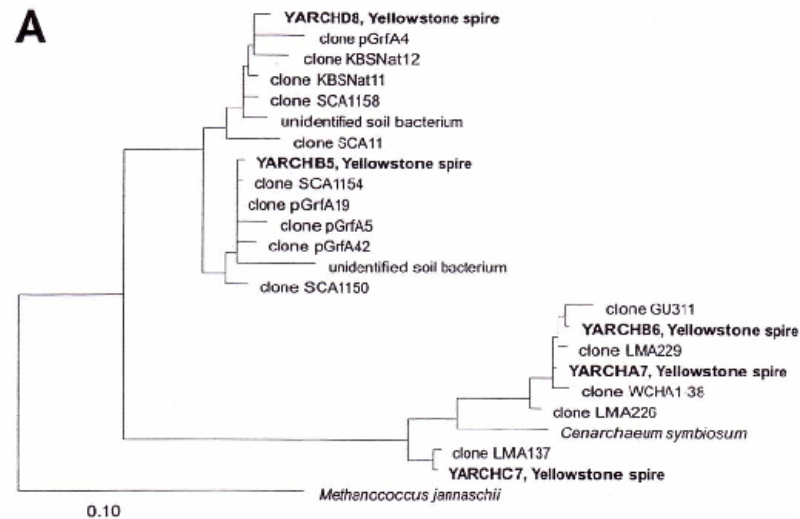 A
YARCHD8, Yellowstone spire
clone pGrfA4
clone KBSNat12
clone KBSNat11
clone SCA1158
unidentified soil bacterium
clone SCA11
YARCHB5, Yellowstone spire
clone SCA1154
clone pGrfA19
clone pGrfA5
clone pGrfA42
unidentified soil bacterium
clone SCA1150
clone GU311
YARCHB6, Yellowstone spire
clone LMA229
YARCHA7, Yellowstone spire
clone WCHA1-38
clone LMA226
Cenarchaeum symbiosum
clone LMA137
YARCHC7, Yellowstone spire
Methanococcus jannaschii
0.10